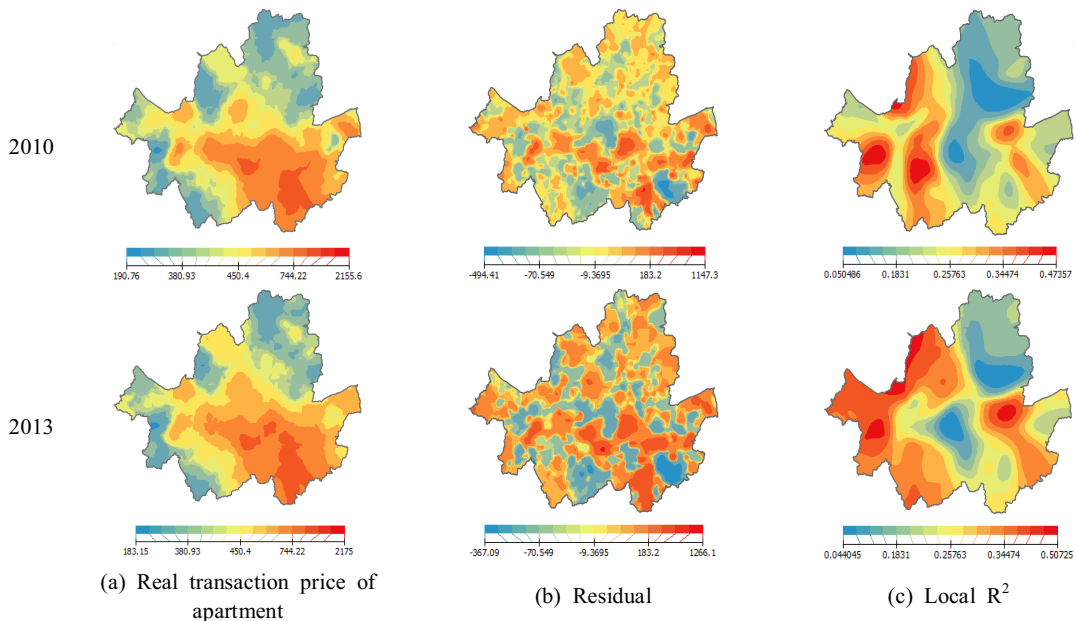 2010
190.76 380.93 450.4 744.22 2155.6
-494.41 -70.549 -9.3695 183.2 1147.3
0.050486 0.1831 0.25763 0.34474 0.47357
2013
183.15 380.93 450.4 744.22 2175
-367.09 -70.549 -9.3695 183.2 1266.1
0.044045 0.1831 0.25763 0.34474 0.50725
(a) Real transaction price of
apartment
(b) Residual
(c) Local R²